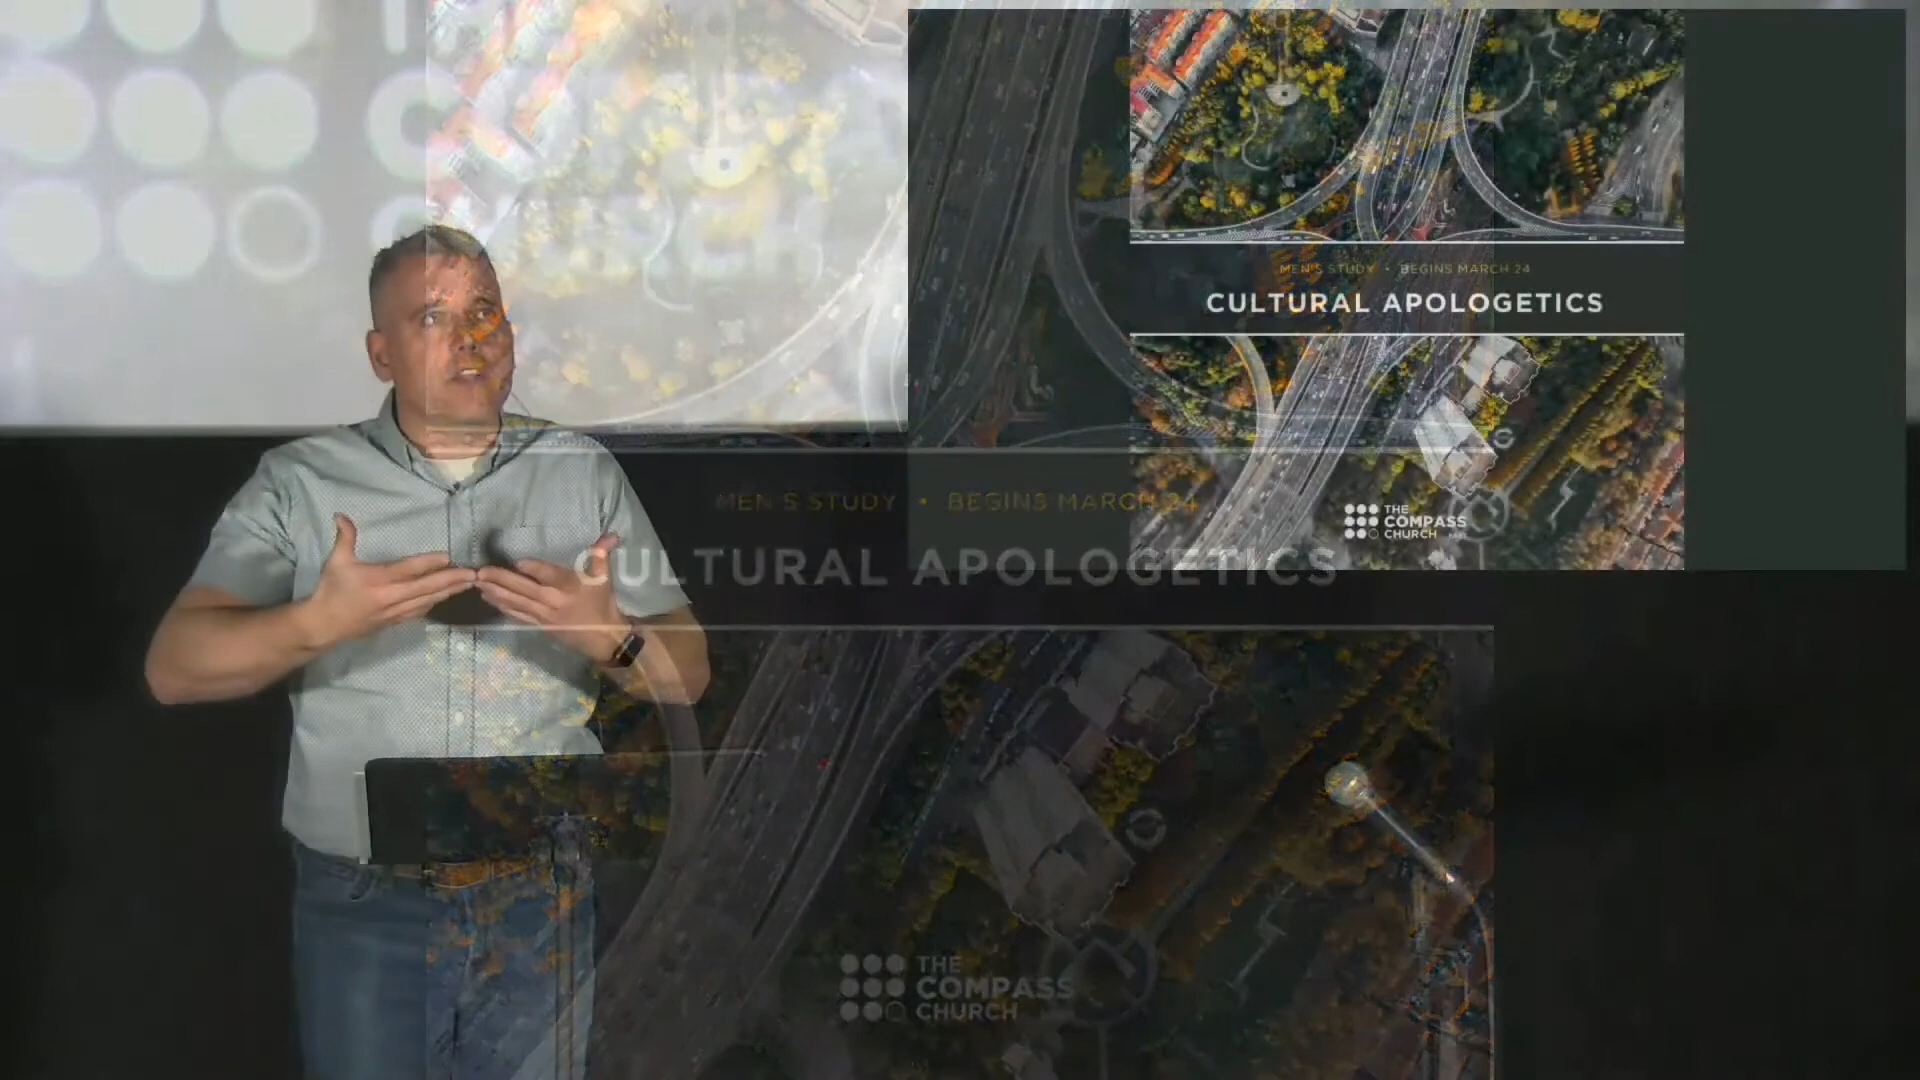 CHURCH
MEN'S STUDY • BEGINS MARCH 24
CULTURAL APOLOGETICS
THE
COMPASS
CHURCH
MEN'S STUDY • BEGINS MARCH 24
CULTURAL APOLOGETICS
THE
COMPASS
CHURCH